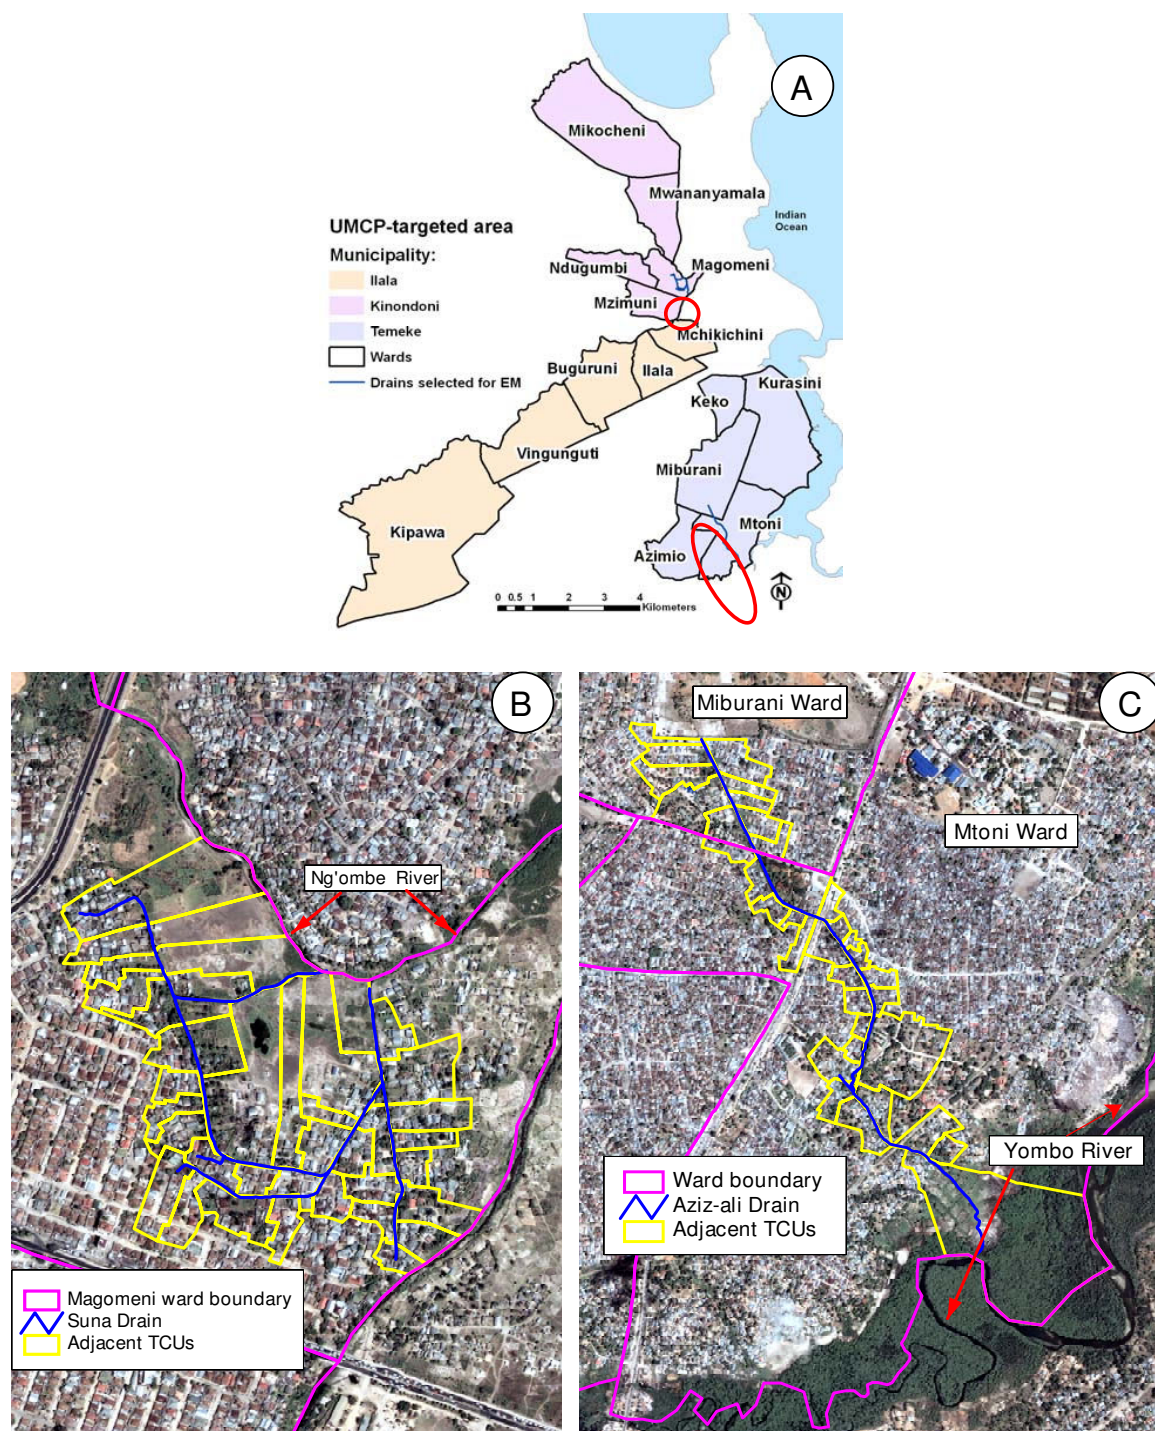 A
Mikocheni
Mwananyamala
Indian
Ocean
UMCP-targeted area
Municipality:
Ilala
Kinondoni
Temeke
Wards
Drains selected for EM
Ndugumbi
Magomeni
Mzimuni
Mchikichini
Buguruni
Ilala
Kurasini
Keko
Vingunguti
Miburani
Mtoni
Kipawa
Azimio
N
0 0.5 1 2 3 4
Kilometers
B
Ng'ombe River
Magomeni ward boundary
Suna Drain
Adjacent TCUs
C
Miburani Ward
Mtoni Ward
Yombo River
Ward boundary
Aziz-ali Drain
Adjacent TCUs